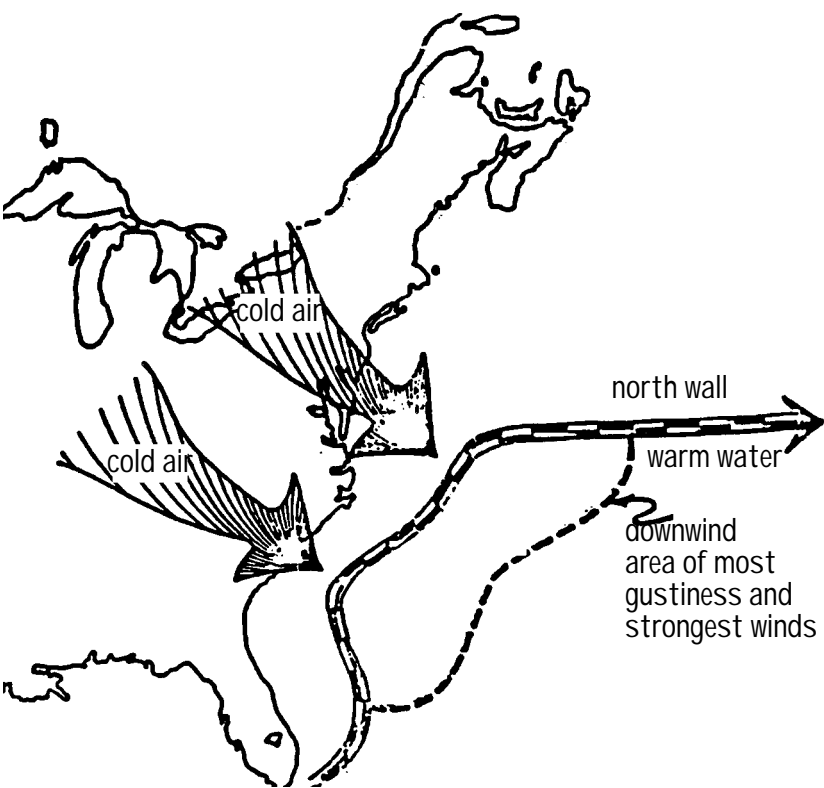 cold air
north wall
cold air
warm water
downwind
area of most
gustiness and
strongest winds